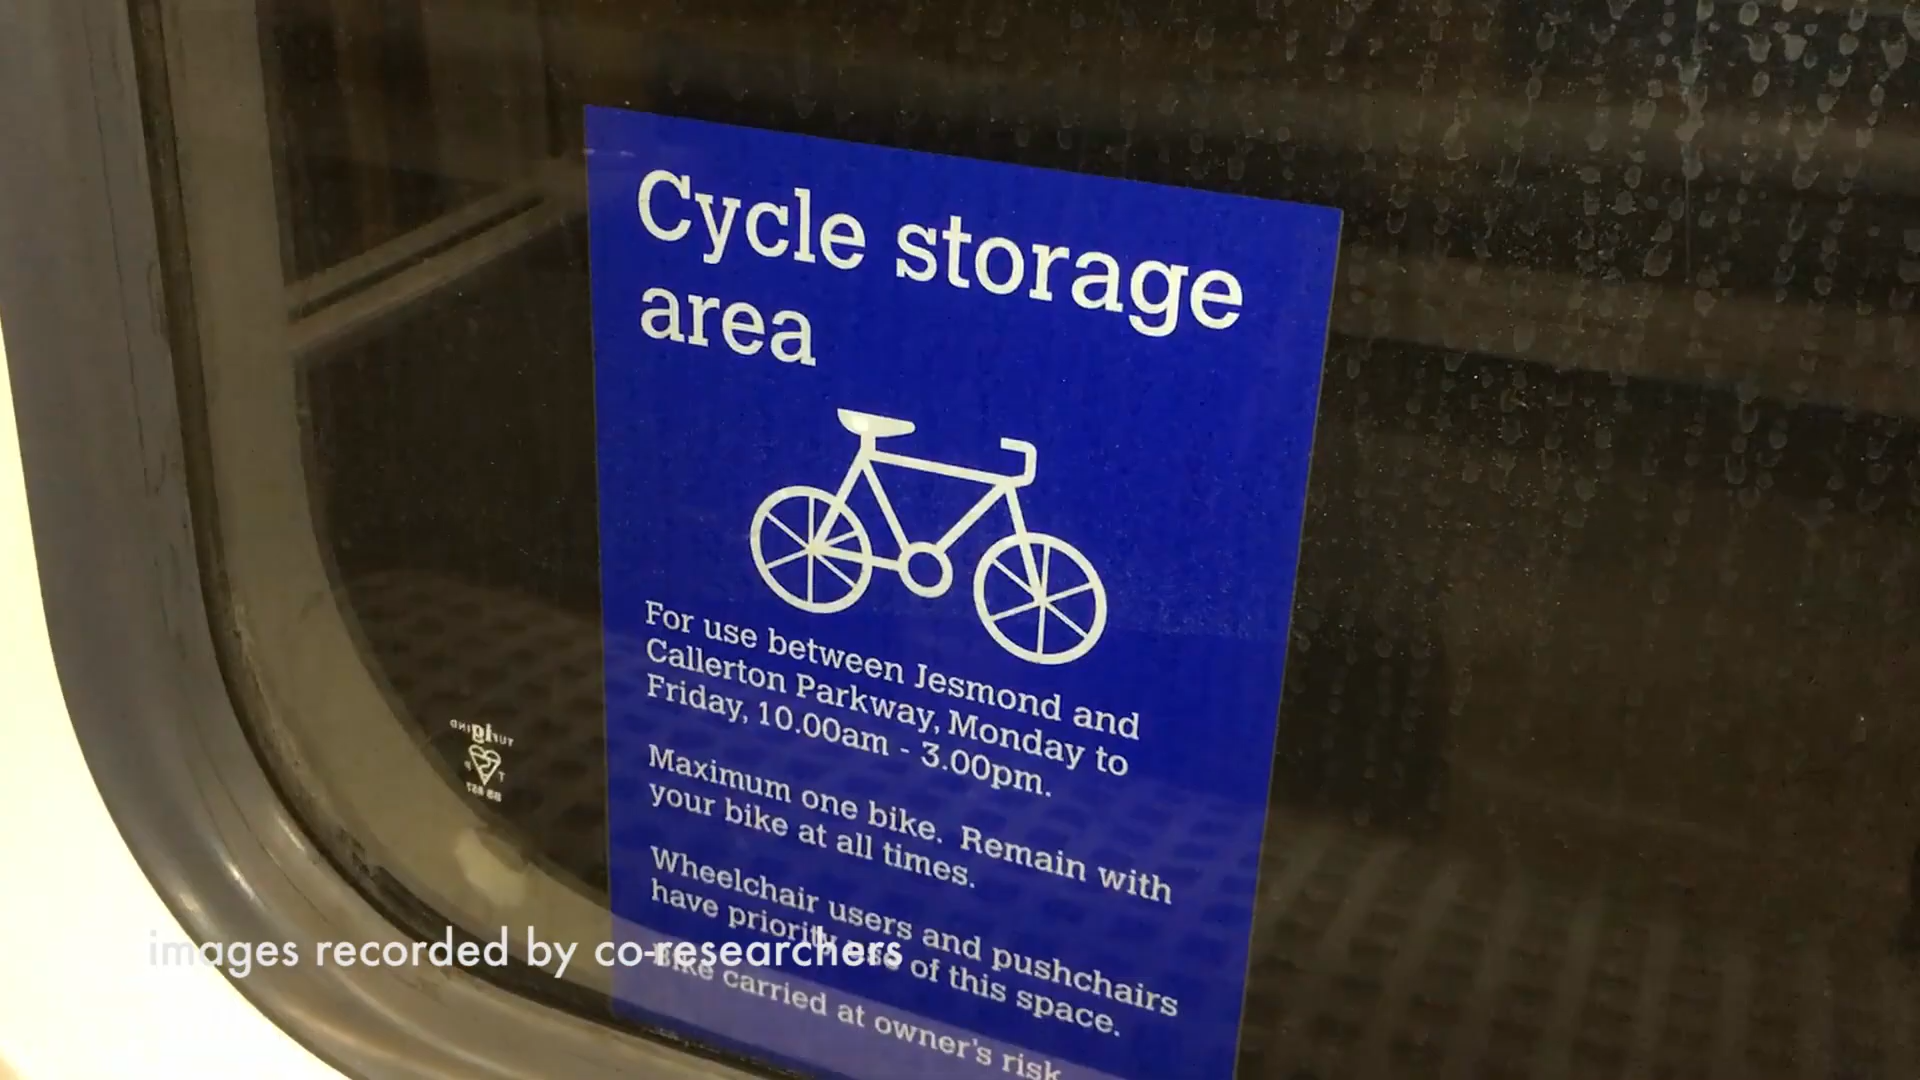 Cycle storage
area
For use between Jesmond and
Callerton Parkway, Monday to
Friday, 10.00am - 3.00pm.
Maximum one bike. Remain with
your bike at all times.
Wheelchair users and pushchairs
have priority use of this space.
Bike carried at owner's risk
images recorded by co-researchers